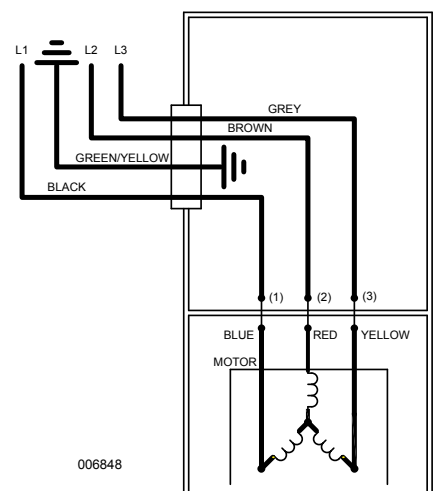 L1 L2 L3
GREY
BROWN
GREEN/YELLOW
BLACK
(1) (2) (3)
BLUE RED YELLOW
MOTOR
006848